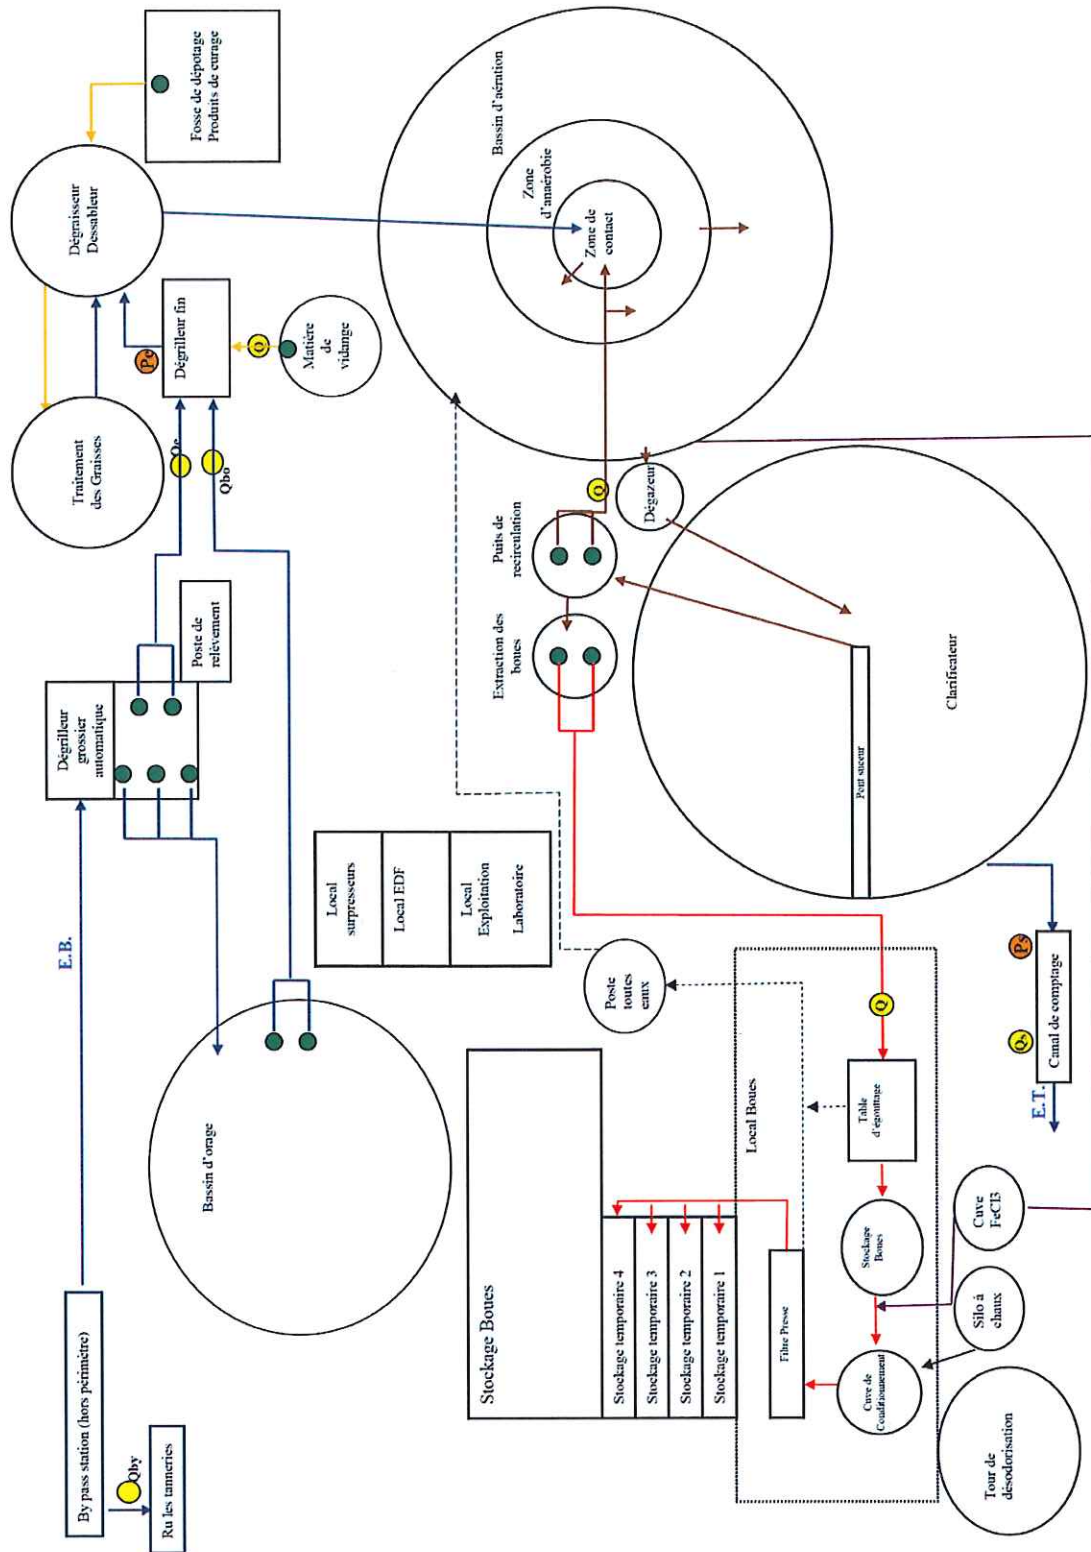 By pass station (hors périmètre)
Qby
Ru les tanneries
E.B.
Dégrilleur
grossier
automatique
Poste de
relèvement
Bassin d'orage
Traitement
des Graisses
Dégraisseur
Dessableur
Fosse de dépotage
Produits de curage
Qe
Qbo
Pe
Dégrilleur fin
Q
Matière
de
vidange
Local
surpresseurs
Local EDF
Local
Exploitation
Laboratoire
Bassin d'aération
Zone
d'anaérobie
Zone de
contact
Puits de
recirculation
Q
Dégazeur
Extraction des
boues
Poste
toutes
eaux
Stockage Boues
Stockage temporaire 4
Stockage temporaire 3
Stockage temporaire 2
Stockage temporaire 1
Local Boues
Q
Table
d'égouttage
Stockage
Boues
Filtre Presse
Cuve de
Conditionnement
Pont suceur
Clarificateur
Cuve
FeCl3
Silo à
chaux
Tour de
désodorisation
Ps
Qs
Canal de comptage
E.T.